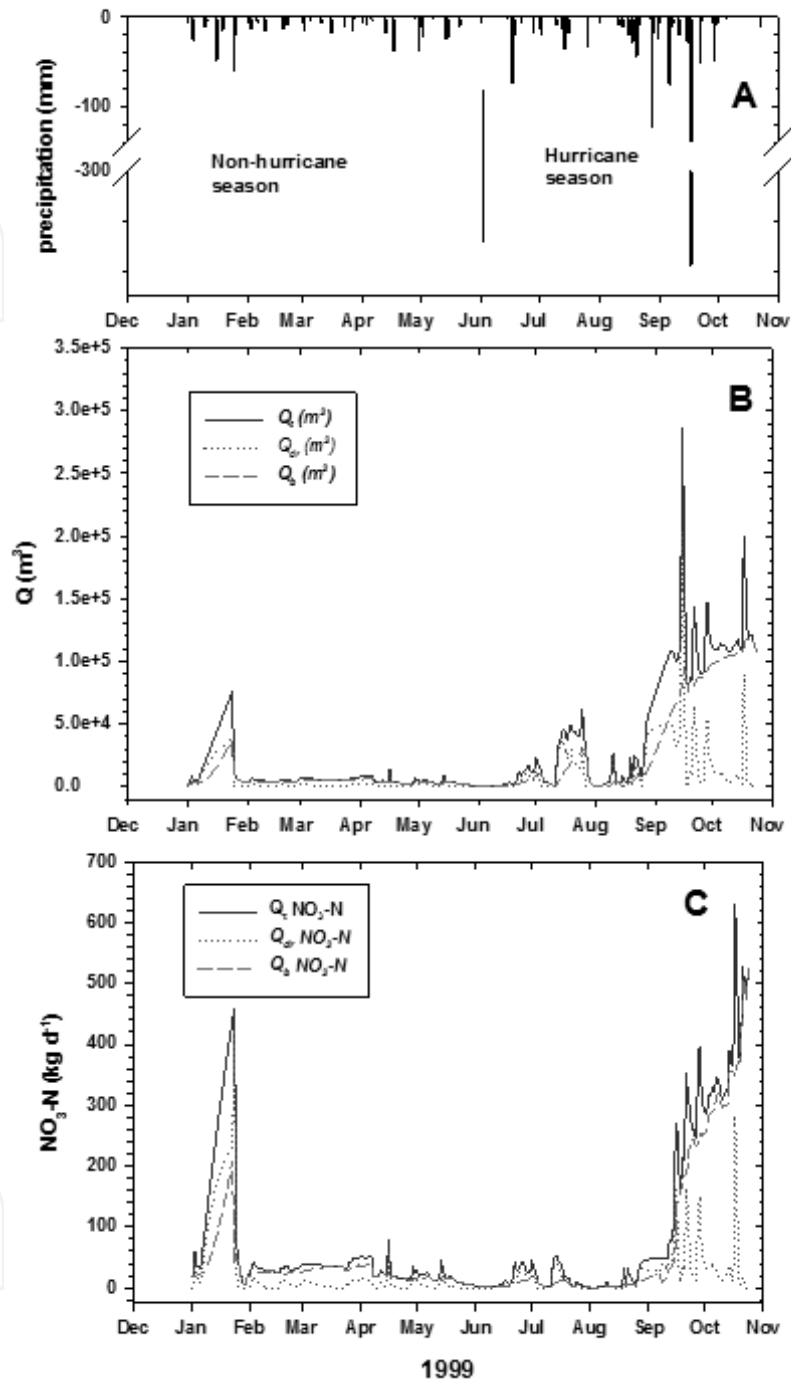 precipitation (mm)
0
-100
-300
A
Non-hurricane
season
Hurricane
season
Dec Jan Feb Mar Apr May Jun Jul Aug Sep Oct Nov
Q (m³)
3.5e+5
3.0e+5
2.5e+5
2.0e+5
1.5e+5
1.0e+5
5.0e+4
0.0
B
Qₜ (m³)
(m³)
(m³)
Dec Jan Feb Mar Apr May Jun Jul Aug Sep Oct Nov
NO₃-N (kg d⁻¹)
700
600
500
400
300
200
100
0
C
Qₜ NO₃-N
NO₃-N
NO₃-N
Dec Jan Feb Mar Apr May Jun Jul Aug Sep Oct Nov
1999